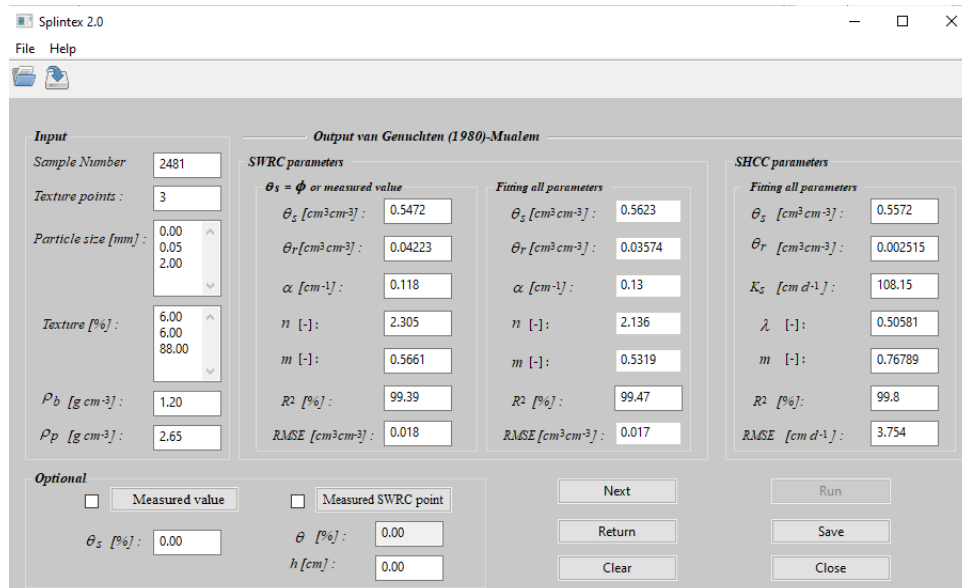 Splintex 2.0
File Help
Input
Sample Number 2481
Texture points : 3
Particle size [mm] : 0.00
0.05
2.00
Texture [%] : 6.00
6.00
88.00
ρb [g cm-3] : 1.20
ρp [g cm-3] : 2.65
Output van Genuchten (1980)-Mualem
SWRC parameters
θs = ϕ or measured value
θs [cm3cm-3] : 0.5472
θr[cm3cm-3] : 0.04223
α [cm-1] : 0.118
n [-] : 2.305
m [-] : 0.5661
R2 [%] : 99.39
RMSE [cm3cm-3] : 0.018
Fitting all parameters
θs [cm3cm-3] : 0.5623
θr[cm3cm-3] : 0.03574
α [cm-1] : 0.13
n [-] : 2.136
m [-] : 0.5319
R2 [%] : 99.47
RMSE [cm3cm-3] : 0.017
SHCC parameters
Fitting all parameters
θs [cm3 cm-3] : 0.5572
θr [cm3 cm-3] : 0.002515
Ks [cm d-1] : 108.15
λ [-] : 0.50581
m [-] : 0.76789
R2 [%]: 99.8
RMSE [cm d-1] : 3.754
Optional
Measured value
θs [%] : 0.00
Measured SWRC point
θ [%] : 0.00
h [cm] : 0.00
Next Run
Return Save
Clear Close